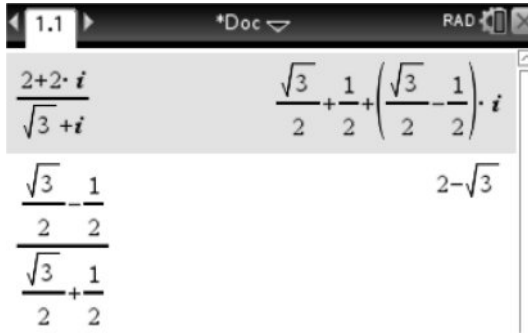 1.1 *Doc RAD
(2+2·i)/(√3+i) √3/2+1/2+(√3/2-1/2)·i
(√3/2-1/2)/(√3/2+1/2) 2-√3